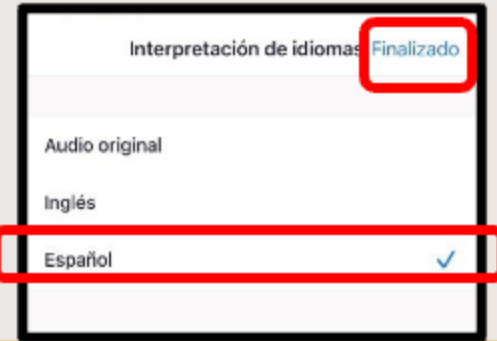 Interpretación de idiomas Finalizado
Audio original
Inglés
Español